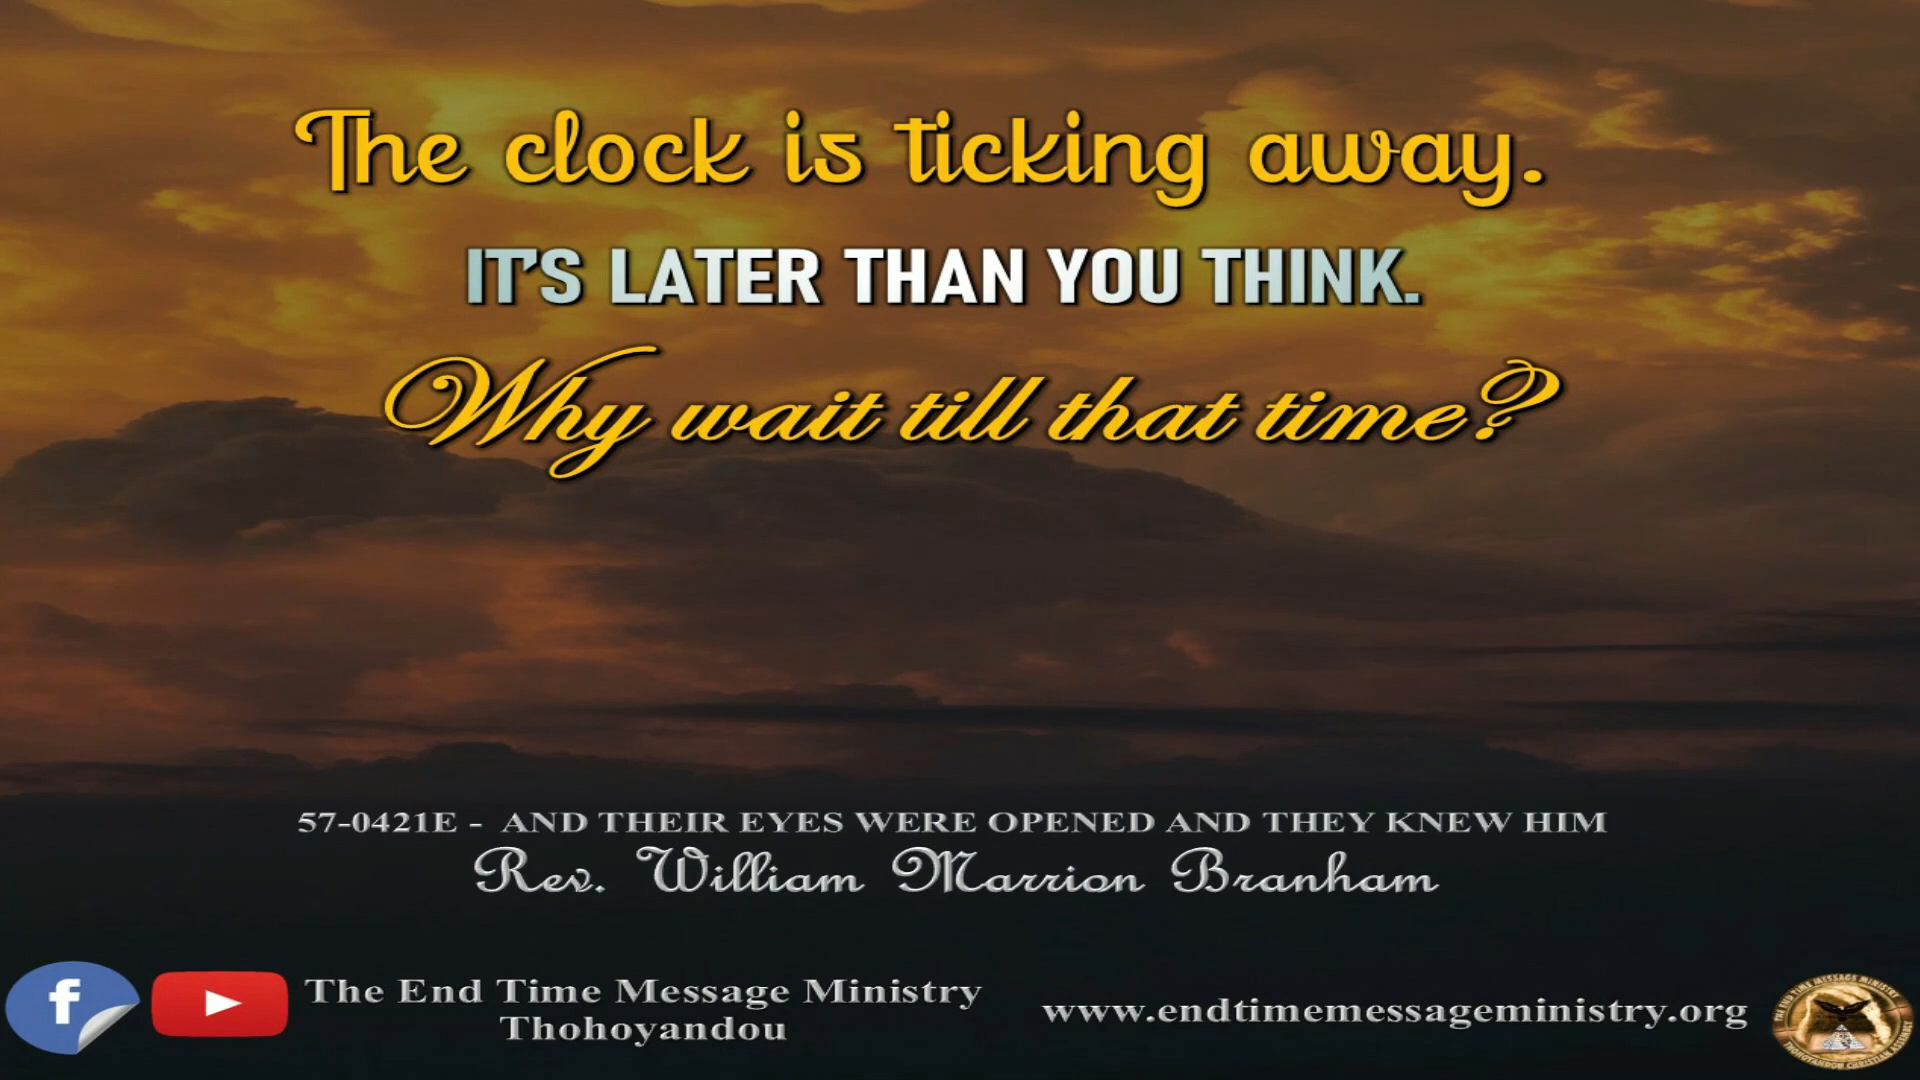 The clock is ticking away.
IT'S LATER THAN YOU THINK.
Why wait till that time?
57-0421E - AND THEIR EYES WERE OPENED AND THEY KNEW HIM
Rev. William Marrion Branham
f
The End Time Message Ministry
Thohoyandou
www.endtimemessageministry.org